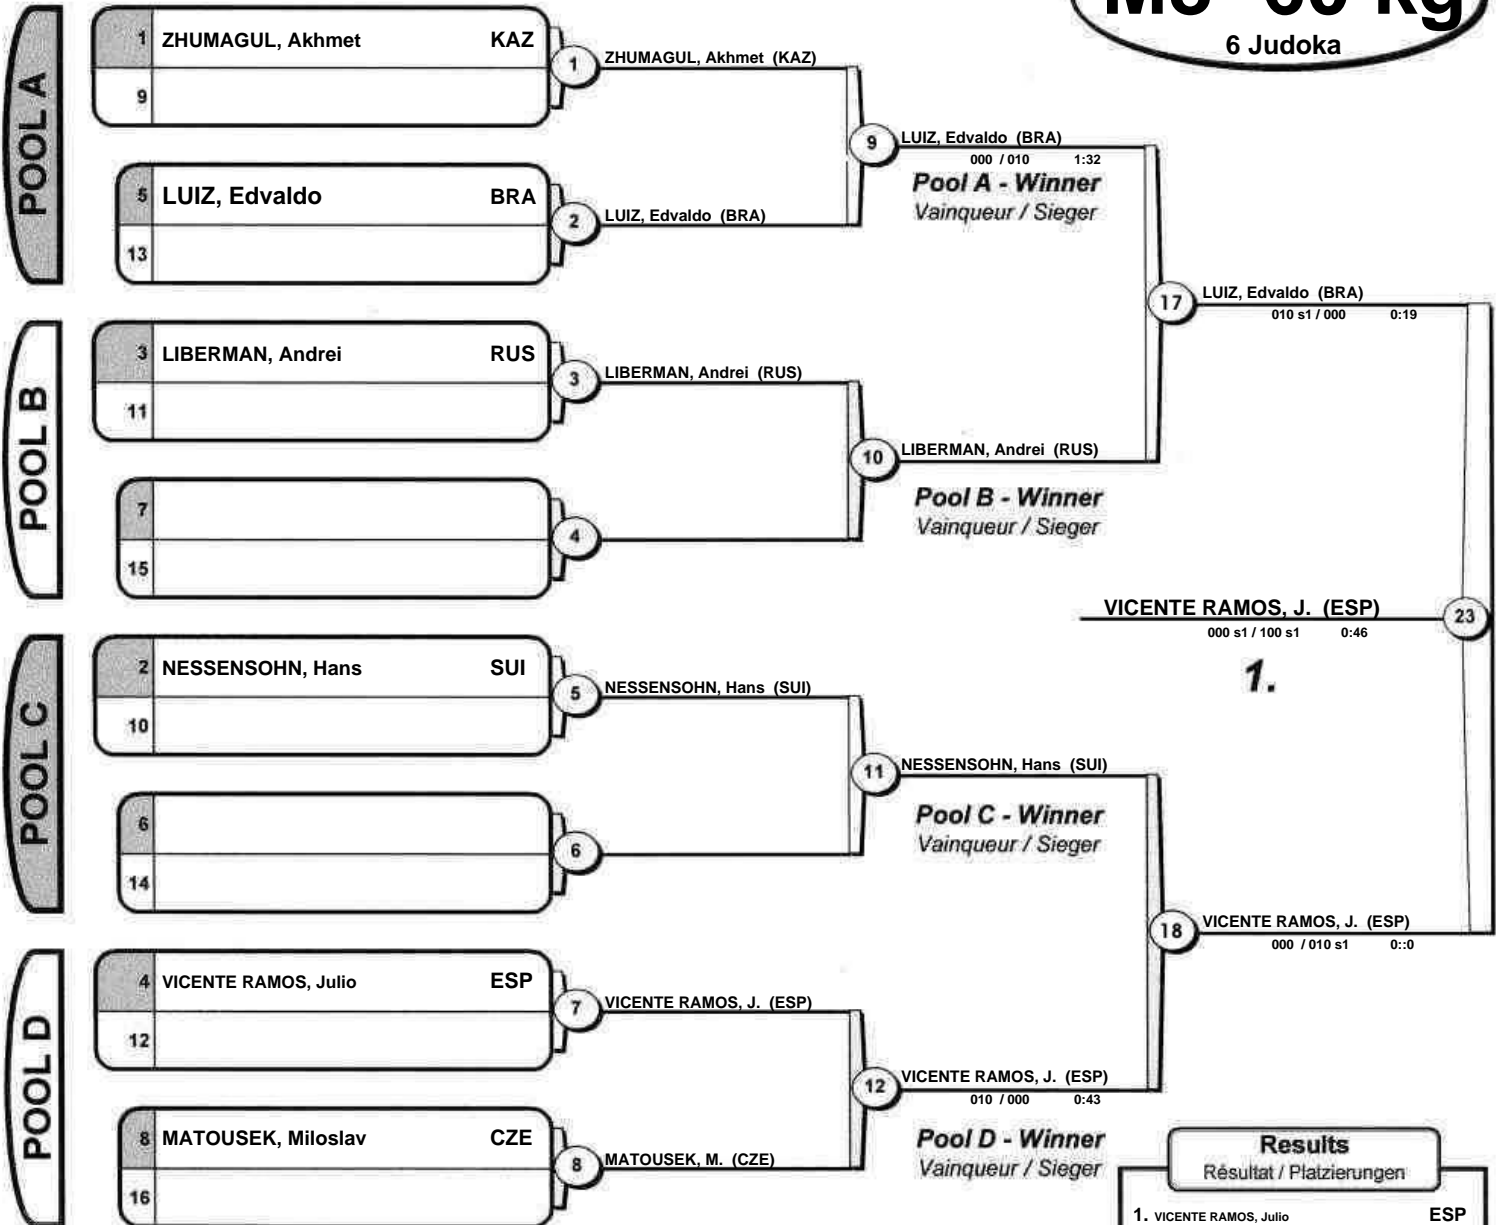 6 Judoka
POOL A
1 ZHUMAGUL, Akhmet KAZ
9
1 ZHUMAGUL, Akhmet (KAZ)
5 LUIZ, Edvaldo BRA
13
2 LUIZ, Edvaldo (BRA)
9 LUIZ, Edvaldo (BRA)
000 / 010 1:32
Pool A - Winner
Vainqueur / Sieger
POOL B
3 LIBERMAN, Andrei RUS
11
3 LIBERMAN, Andrei (RUS)
7
15
4
10 LIBERMAN, Andrei (RUS)
Pool B - Winner
Vainqueur / Sieger
17 LUIZ, Edvaldo (BRA)
010 s1 / 000 0:19
VICENTE RAMOS, J. (ESP) 23
000 s1 / 100 s1 0:46
1.
POOL C
2 NESSENSOHN, Hans SUI
10
5 NESSENSOHN, Hans (SUI)
6
14
6
11 NESSENSOHN, Hans (SUI)
Pool C - Winner
Vainqueur / Sieger
18 VICENTE RAMOS, J. (ESP)
000 / 010 s1 0::0
POOL D
4 VICENTE RAMOS, Julio ESP
12
7 VICENTE RAMOS, J. (ESP)
8 MATOUSEK, Miloslav CZE
16
8 MATOUSEK, M. (CZE)
12 VICENTE RAMOS, J. (ESP)
010 / 000 0:43
Pool D - Winner
Vainqueur / Sieger
Results
Résultat / Platzierungen
1. VICENTE RAMOS, Julio ESP